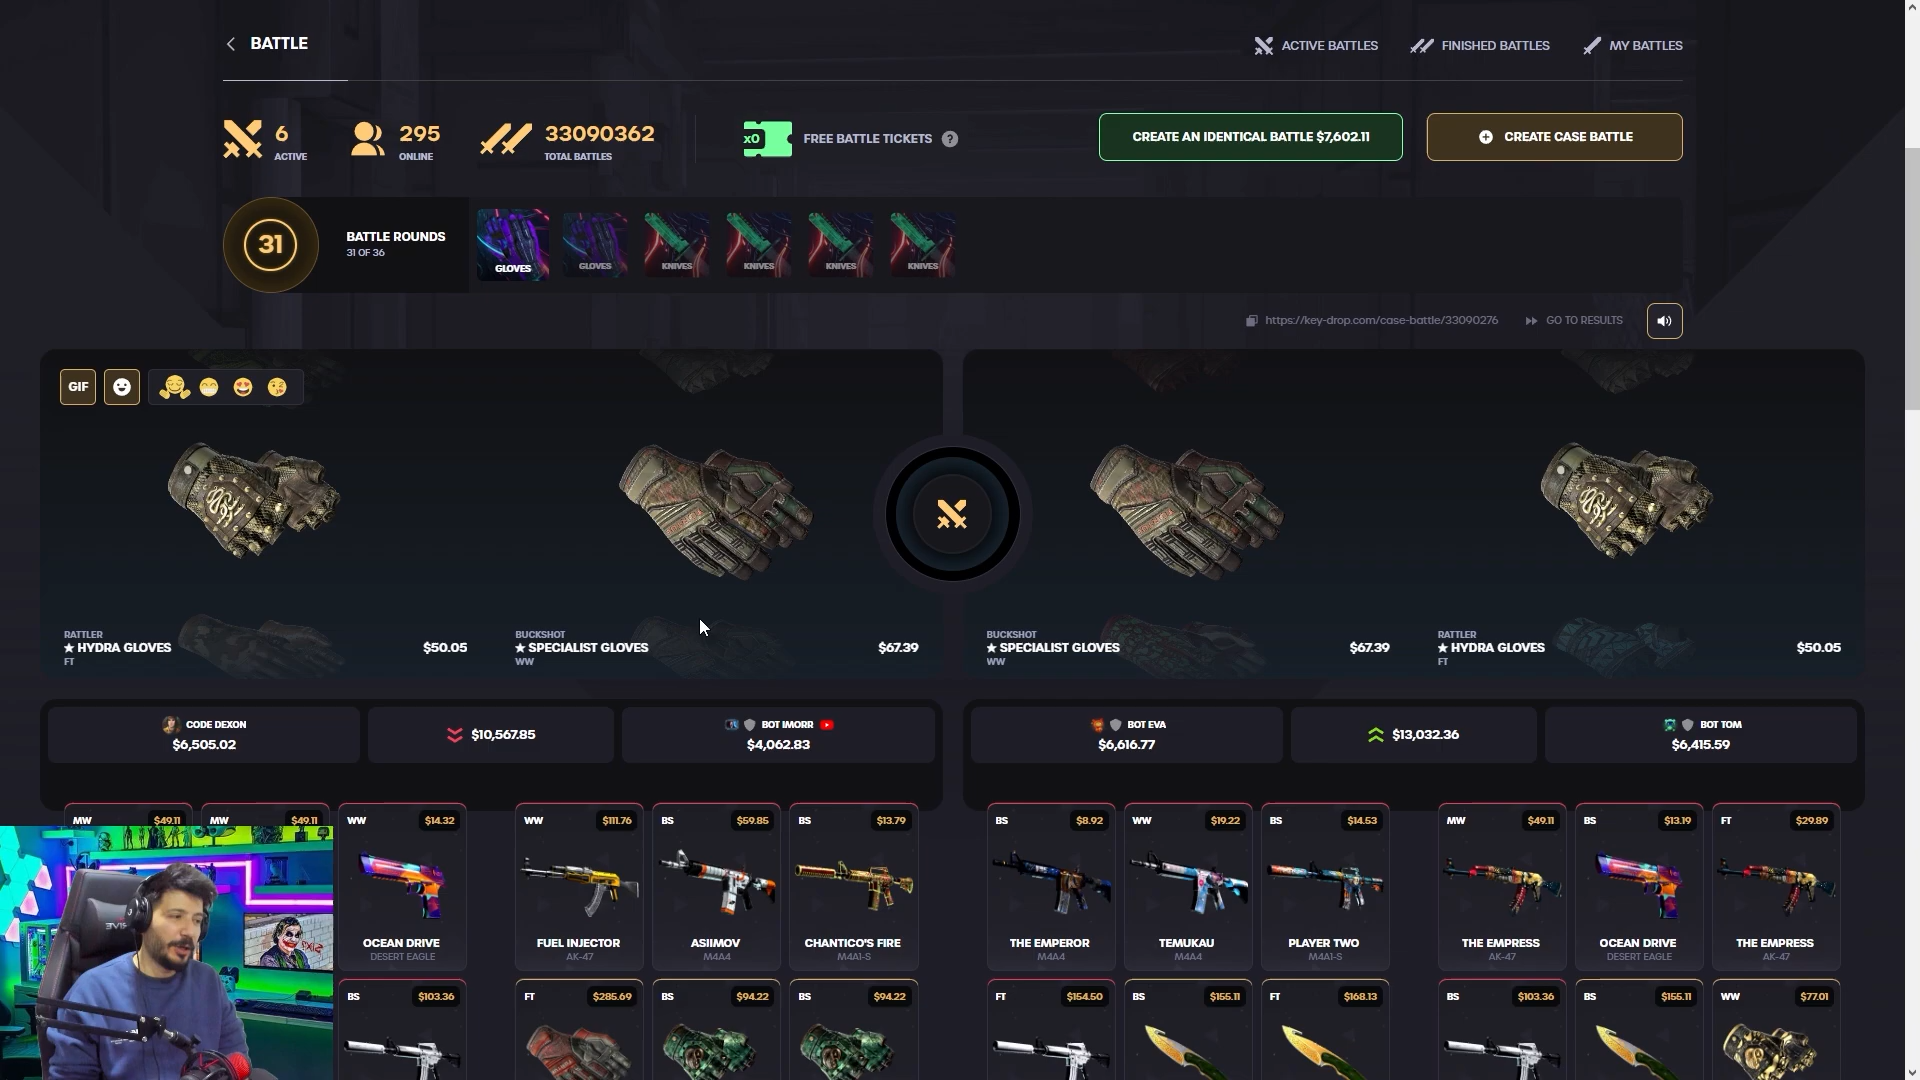 BATTLE
ACTIVE BATTLES
FINISHED BATTLES
MY BATTLES
6
ACTIVE
295
ONLINE
33090362
TOTAL BATTLES
x0
FREE BATTLE TICKETS ?
CREATE AN IDENTICAL BATTLE $7,602.11
CREATE CASE BATTLE
31
BATTLE ROUNDS
31 OF 36
GLOVES
GLOVES
KNIVES
KNIVES
KNIVES
KNIVES
https://key-drop.com/case-battle/33090276
GO TO RESULTS
GIF
RATTLER
★ HYDRA GLOVES
FT
$50.05
BUCKSHOT
★ SPECIALIST GLOVES
WW
$67.39
BUCKSHOT
★ SPECIALIST GLOVES
WW
$67.39
RATTLER
★ HYDRA GLOVES
FT
$50.05
CODE DEXON
$6,505.02
$10,567.85
BOT IMORR
$4,062.83
BOT EVA
$6,616.77
$13,032.36
BOT TOM
$6,415.59
MW $49.11
MW $49.11
WW $14.32
OCEAN DRIVE
DESERT EAGLE
WW $111.76
FUEL INJECTOR
AK-47
BS $59.85
ASIIMOV
M4A4
BS $13.79
CHANTICO'S FIRE
M4A1-S
BS $8.92
THE EMPEROR
M4A4
WW $19.22
TEMUKAU
M4A4
BS $14.53
PLAYER TWO
M4A1-S
MW $49.11
THE EMPRESS
AK-47
BS $13.19
OCEAN DRIVE
DESERT EAGLE
FT $29.89
THE EMPRESS
AK-47
BS $103.36
FT $285.69
BS $94.22
BS $94.22
FT $154.50
BS $155.11
FT $168.13
BS $103.36
BS $155.11
WW $77.01